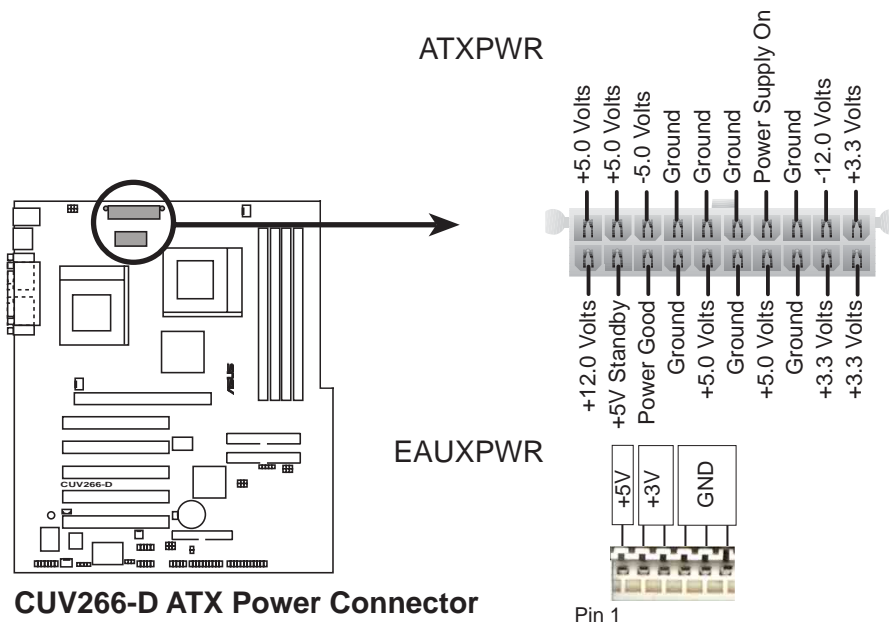 ATXPWR
+5.0 Volts
+5.0 Volts
-5.0 Volts
Ground
Ground
Ground
Power Supply On
Ground
-12.0 Volts
+3.3 Volts
+12.0 Volts
+5V Standby
Power Good
Ground
+5.0 Volts
Ground
+5.0 Volts
Ground
+3.3 Volts
+3.3 Volts
ASUS
CUV266-D
EAUXPWR
+5V
+3V
GND
Pin 1
CUV266-D ATX Power Connector